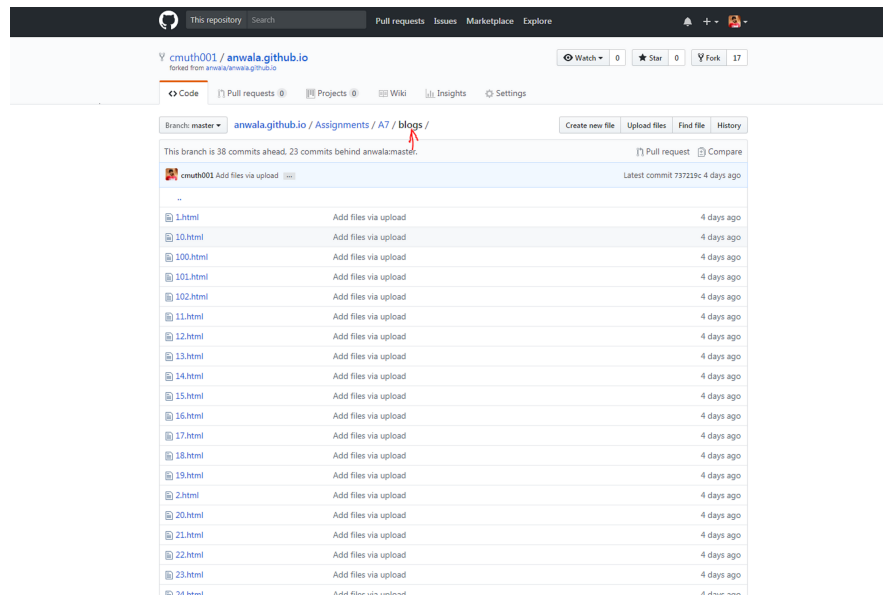 This repository Search Pull requests Issues Marketplace Explore
cmuth001 / anwala.github.io Watch 0 Star 0 Fork 17
forked from anwala/anwala.github.io
Code Pull requests 0 Projects 0 Wiki Insights Settings
Branch: master anwala.github.io / Assignments / A7 / blogs / Create new file Upload files Find file History
This branch is 38 commits ahead, 23 commits behind anwala:master. Pull request Compare
cmuth001 Add files via upload ... Latest commit 737219c 4 days ago
..
1.html Add files via upload 4 days ago
10.html Add files via upload 4 days ago
100.html Add files via upload 4 days ago
101.html Add files via upload 4 days ago
102.html Add files via upload 4 days ago
11.html Add files via upload 4 days ago
12.html Add files via upload 4 days ago
13.html Add files via upload 4 days ago
14.html Add files via upload 4 days ago
15.html Add files via upload 4 days ago
16.html Add files via upload 4 days ago
17.html Add files via upload 4 days ago
18.html Add files via upload 4 days ago
19.html Add files via upload 4 days ago
2.html Add files via upload 4 days ago
20.html Add files via upload 4 days ago
21.html Add files via upload 4 days ago
22.html Add files via upload 4 days ago
23.html Add files via upload 4 days ago
24.html Add files via upload 4 days ago